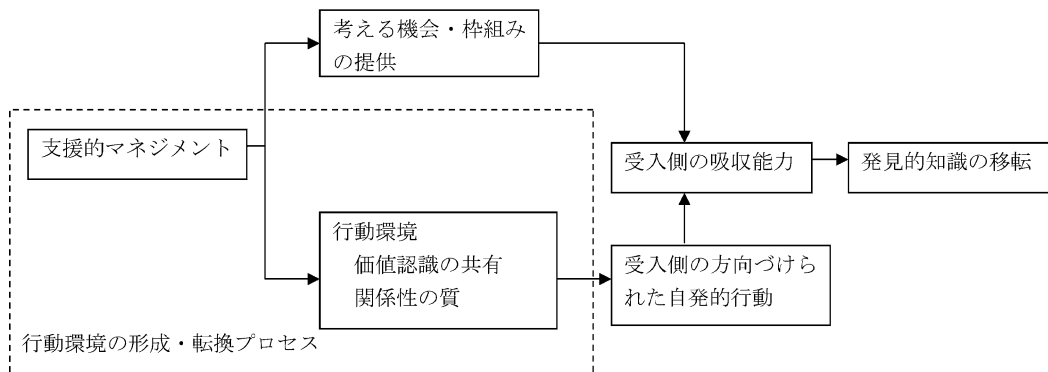 考える機会・枠組み
の提供
支援的マネジメント
受入側の吸収能力
発見的知識の移転
行動環境
価値認識の共有
関係性の質
受入側の方向づけら
れた自発的行動
行動環境の形成・転換プロセス